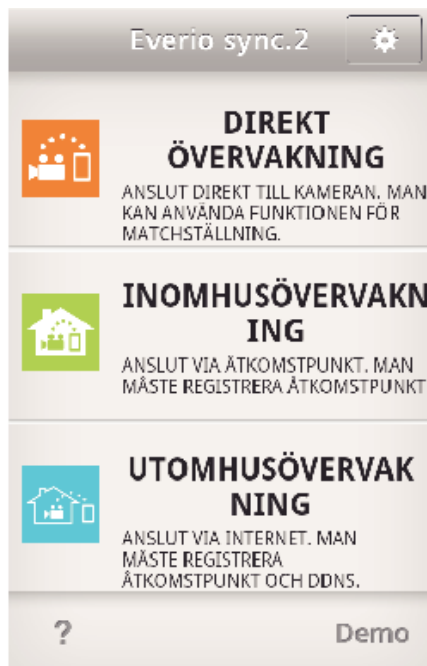 Everio sync.2
DIREKT
ÖVERVAKNING
ANSLUT DIREKT TILL KAMERAN. MAN
KAN ANVÄNDA FUNKTIONEN FÖR
MATCHSTÄLLNING.
INOMHUSÖVERVAKN
ING
ANSLUT VIA ÅTKOMSTPUNKT. MAN
MÅSTE REGISTRERA ÅTKOMSTPUNKT
UTOMHUSÖVERVAK
NING
ANSLUT VIA INTERNET. MAN
MÅSTE REGISTRERA
ÅTKOMSTPUNKT OCH DDNS.
? Demo